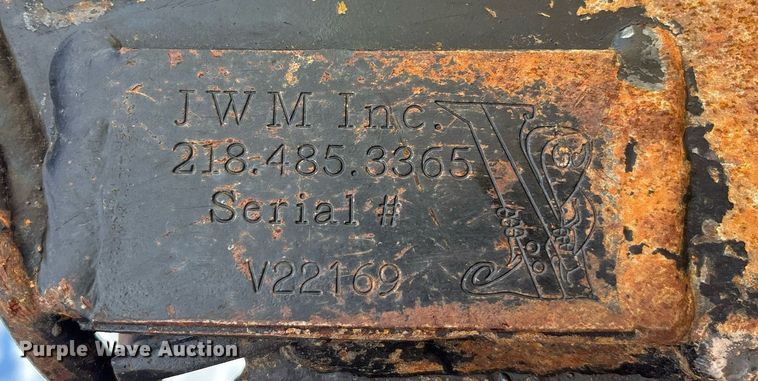 JWM Inc.
218.485.3365
Serial #
V22169
Purple Wave Auction